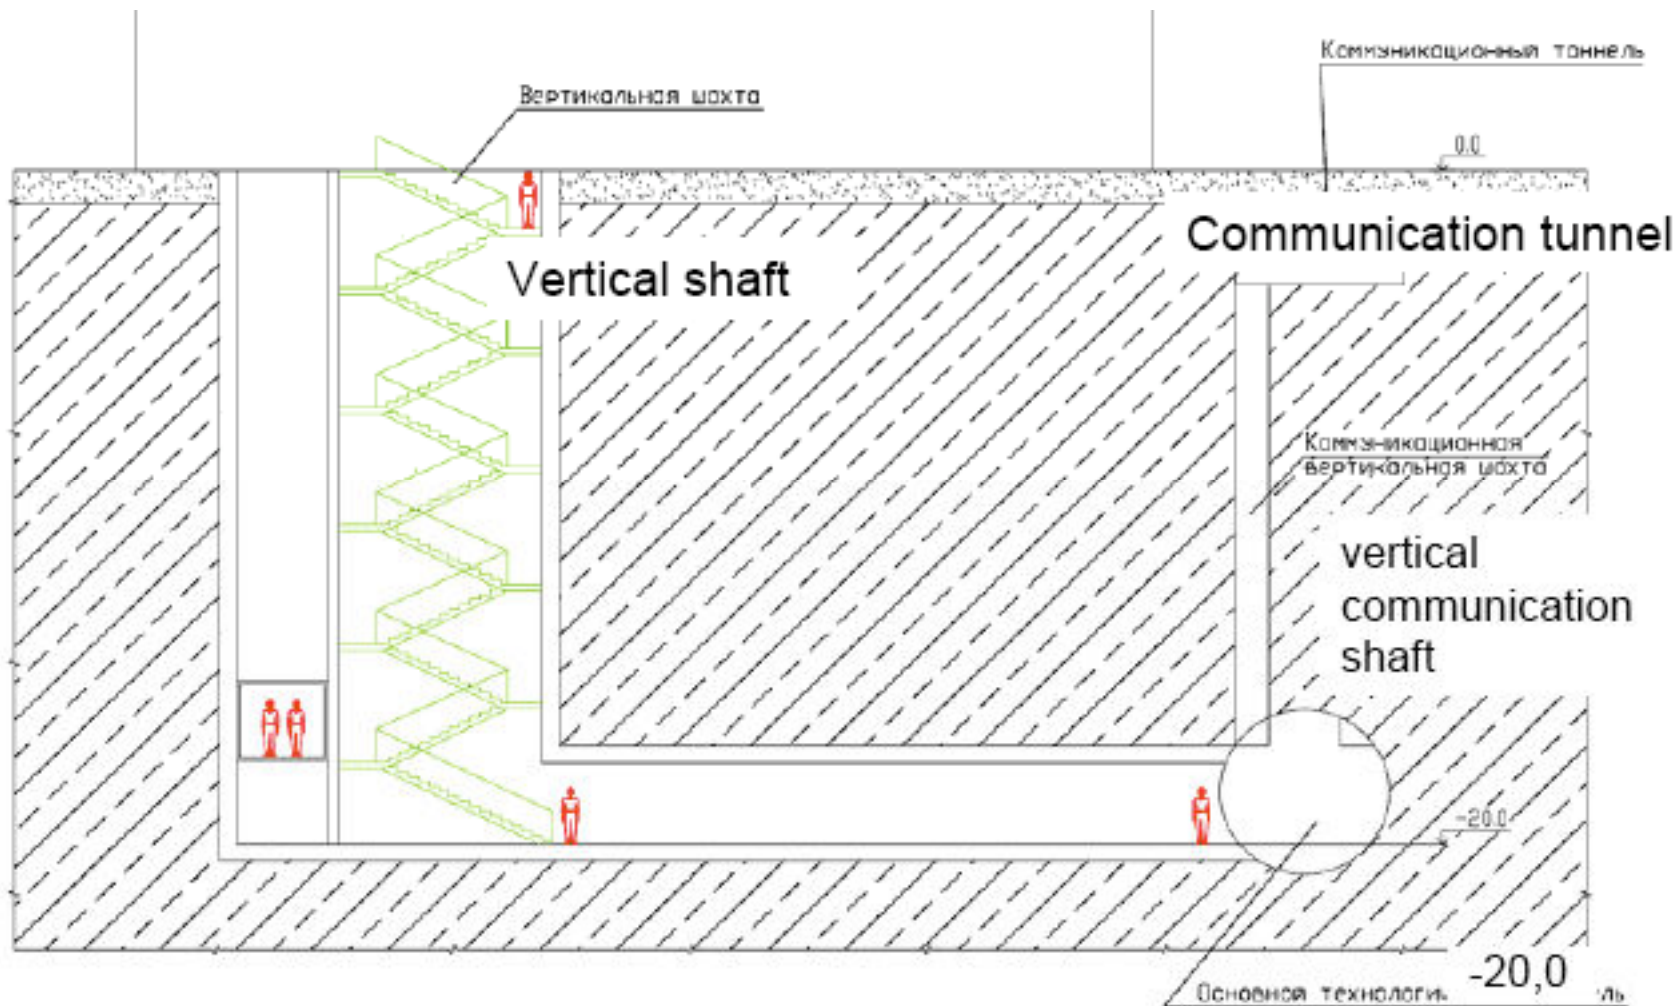 Коммуникационный тоннель
Вертикальная шахта
0.0
Communication tunnel
Vertical shaft
Коммуникационная
вертикальная шахта
vertical
communication
shaft
-20.0
-20,0
Основной